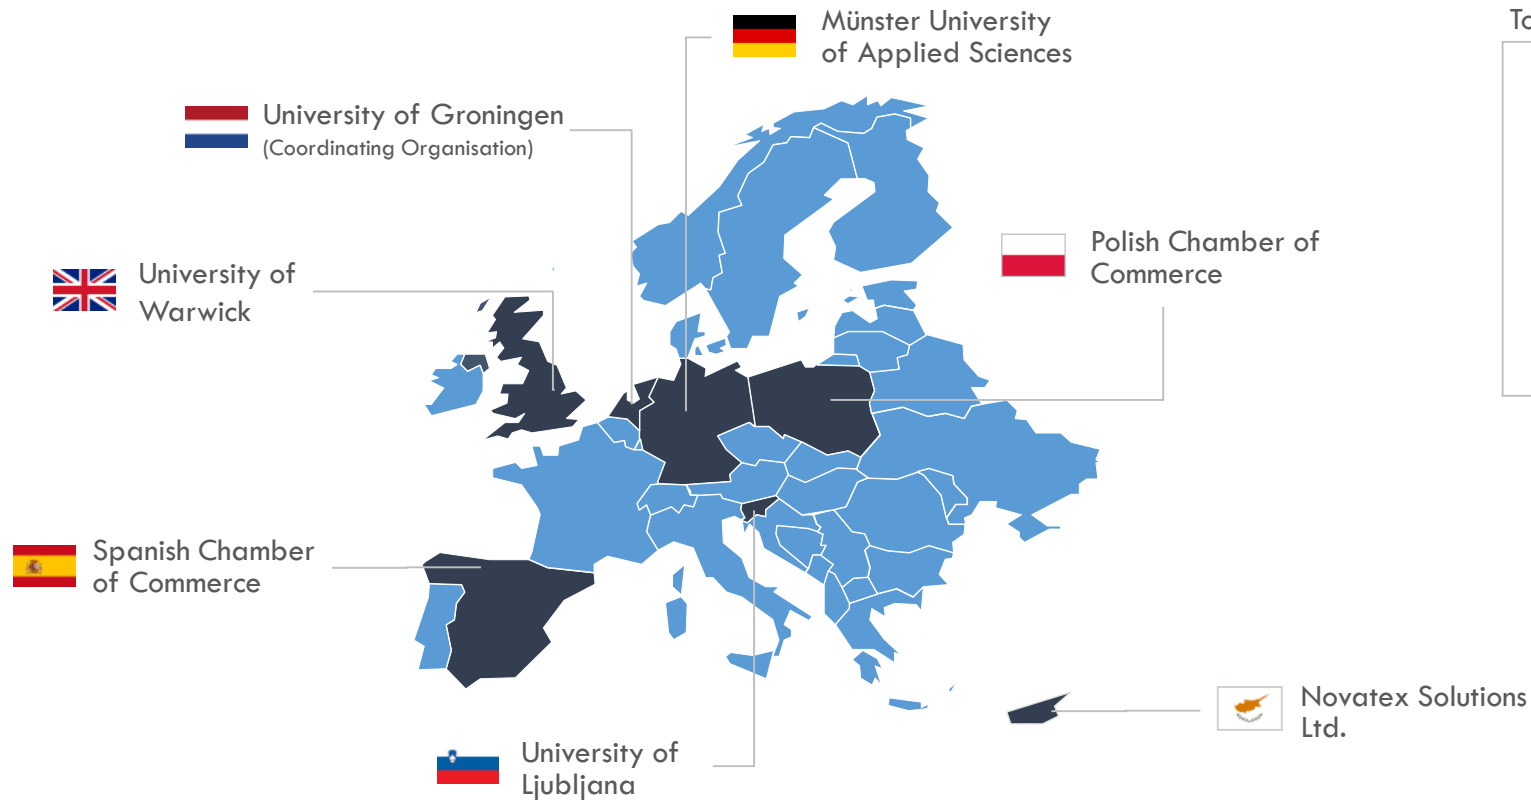 Münster University
of Applied Sciences
University of Groningen
(Coordinating Organisation)
University of
Warwick
Polish Chamber of
Commerce
Spanish Chamber
of Commerce
Novatex Solutions
Ltd.
University of
Ljubljana